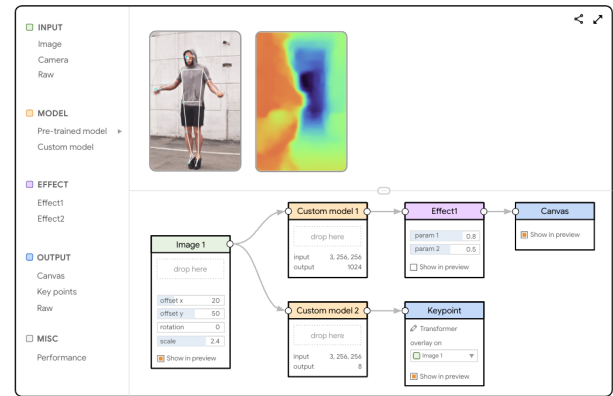 INPUT
Image
Camera
Raw
MODEL
Pre-trained model
Custom model
EFFECT
Effect1
Effect2
OUTPUT
Canvas
Key points
Raw
MISC
Performance
Image 1
drop here
offset x 20
offset y 50
rotation 0
scale 2.4
Show in preview
Custom model 1
drop here
input 3, 256, 256
output 1024
Effect1
param 1 0.8
param 2 0.5
Show in preview
Canvas
Show in preview
Custom model 2
drop here
input 3, 256, 256
output 8
Keypoint
Transformer
overlay on
Image 1
Show in preview